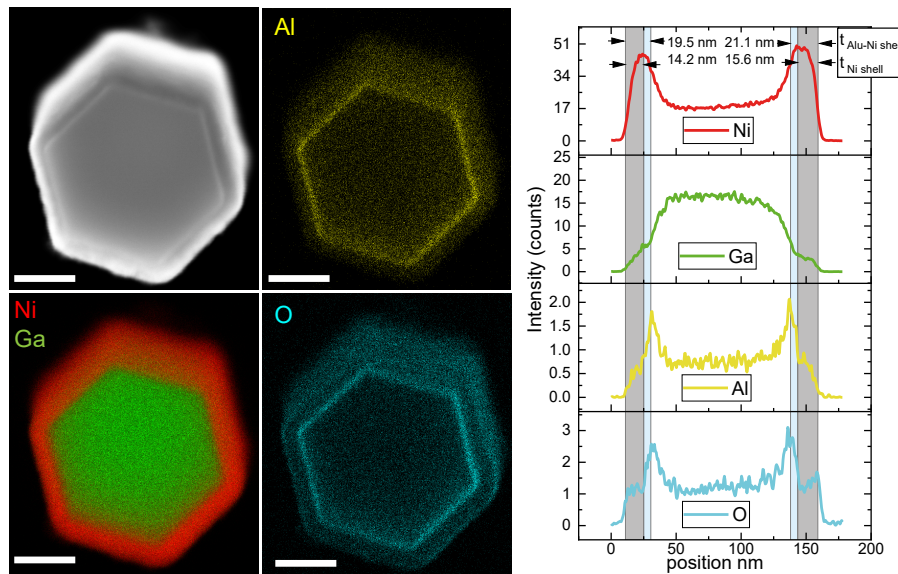 Al
Ni
Ga
O
51
34
17
0
19.5 nm 21.1 nm
14.2 nm 15.6 nm
t Alu-Ni she
t Ni shell
Ni
25
20
15
10
5
0
Ga
2.0
1.5
1.0
0.5
0.0
Al
3
2
1
0
O
Intensity (counts)
0 50 100 150 200
position nm